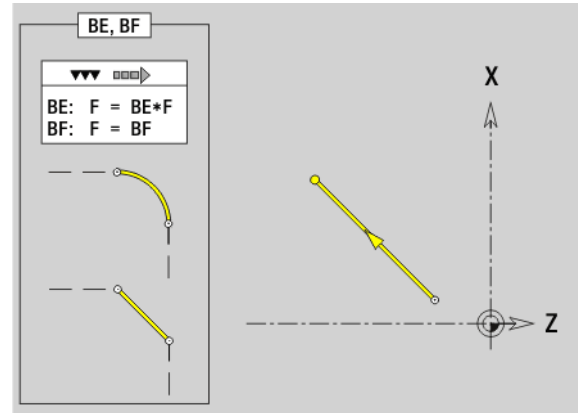 BE, BF
BE: F = BE*F
BF: F = BF
X
Z